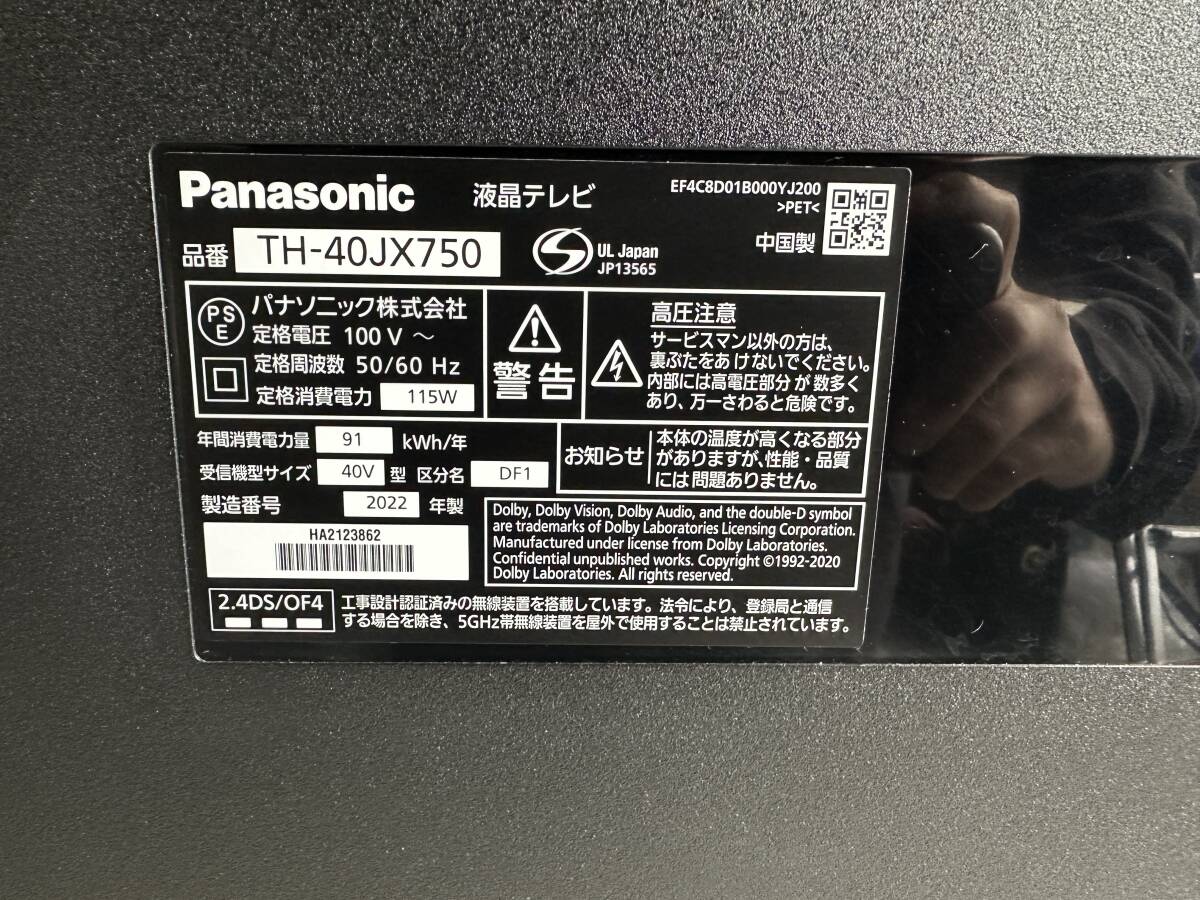 Panasonic 液晶テレビ
EF4C8D01B000YJ200
>PET<
中国製
品番 TH-40JX750
UL Japan
JP13565
PS
E
パナソニック株式会社
定格電圧 100 V ～
定格周波数 50/60 Hz
定格消費電力 115W
警告
高圧注意
サービスマン以外の方は、
裏ぶたをあけないでください。
内部には高電圧部分が数多く
あり、万一さわると危険です。
年間消費電力量 91 kWh/年
受信機型サイズ 40V 型 区分名 DF1
製造番号 2022 年製
HA2123862
お知らせ
本体の温度が高くなる部分
がありますが、性能・品質
には問題ありません。
Dolby, Dolby Vision, Dolby Audio, and the double-D symbol
are trademarks of Dolby Laboratories Licensing Corporation.
Manufactured under license from Dolby Laboratories.
Confidential unpublished works. Copyright ©1992-2020
Dolby Laboratories. All rights reserved.
2.4DS/OF4
工事設計認証済みの無線装置を搭載しています。法令により、登録局と通信
する場合を除き、5GHz帯無線装置を屋外で使用することは禁止されています。